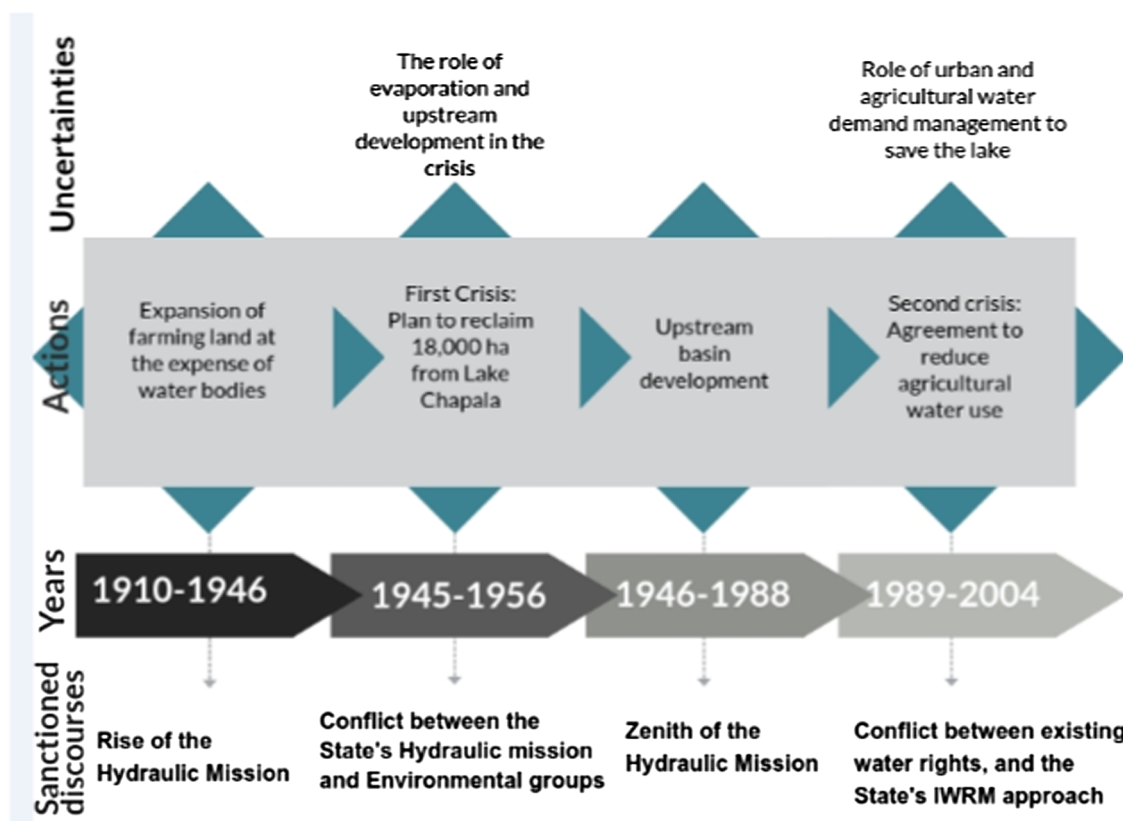 Uncertainties
The role of
evaporation and
upstream
development in the
crisis
Role of urban and
agricultural water
demand management to
save the lake
Actions
Expansion of
farming land at
the expense of
water bodies
First Crisis:
Plan to reclaim
18,000 ha
from Lake
Chapala
Upstream
basin
development
Second crisis:
Agreement to
reduce
agricultural
water use
Years
1910-1946
1945-1956
1946-1988
1989-2004
Sanctioned
discourses
Rise of the
Hydraulic Mission
Conflict between the
State's Hydraulic mission
and Environmental groups
Zenith of the
Hydraulic Mission
Conflict between existing
water rights, and the
State's IWRM approach